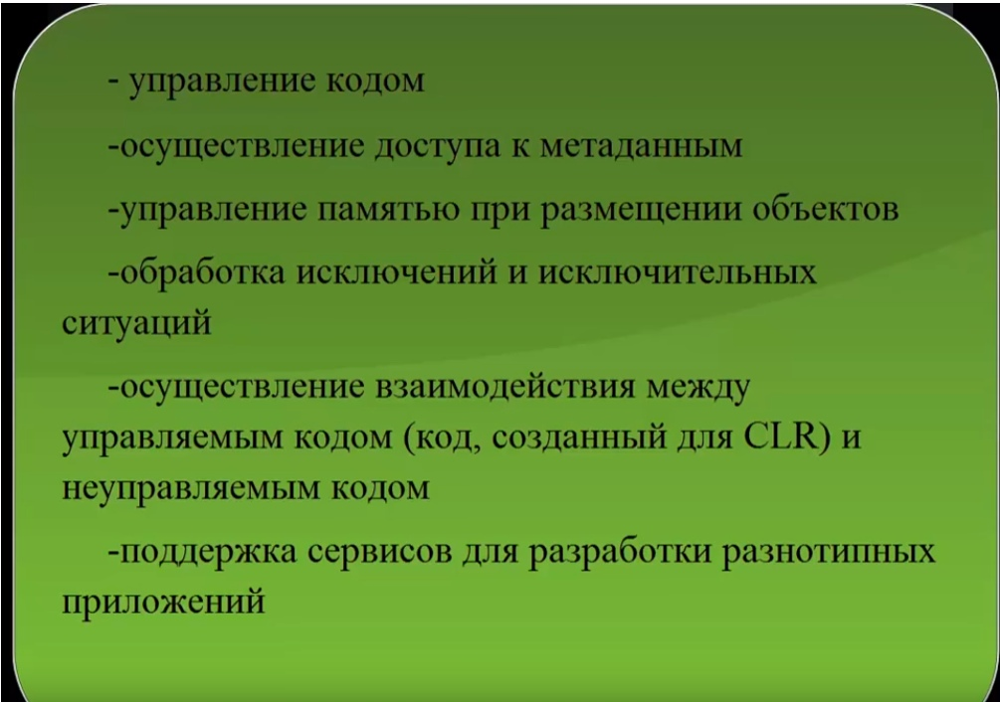 - управление кодом
-осуществление доступа к метаданным
-управление памятью при размещении объектов
-обработка исключений и исключительных
ситуаций
-осуществление взаимодействия между
управляемым кодом (код, созданный для CLR) и
неуправляемым кодом
-поддержка сервисов для разработки разнотипных
приложений